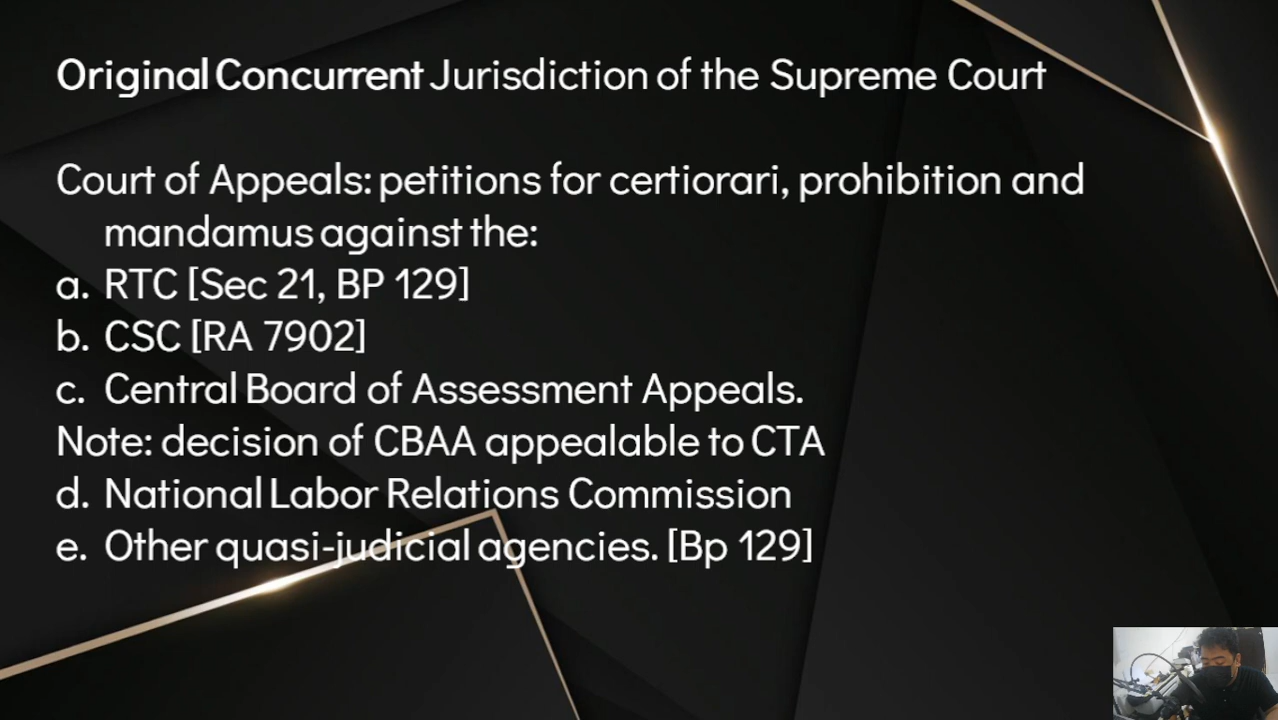 Original Concurrent Jurisdiction of the Supreme Court
Court of Appeals: petitions for certiorari, prohibition and
mandamus against the:
a. RTC [Sec 21, BP 129]
b. CSC [RA 7902]
c. Central Board of Assessment Appeals.
Note: decision of CBAA appealable to CTA
d. National Labor Relations Commission
e. Other quasi-judicial agencies. [Bp 129]